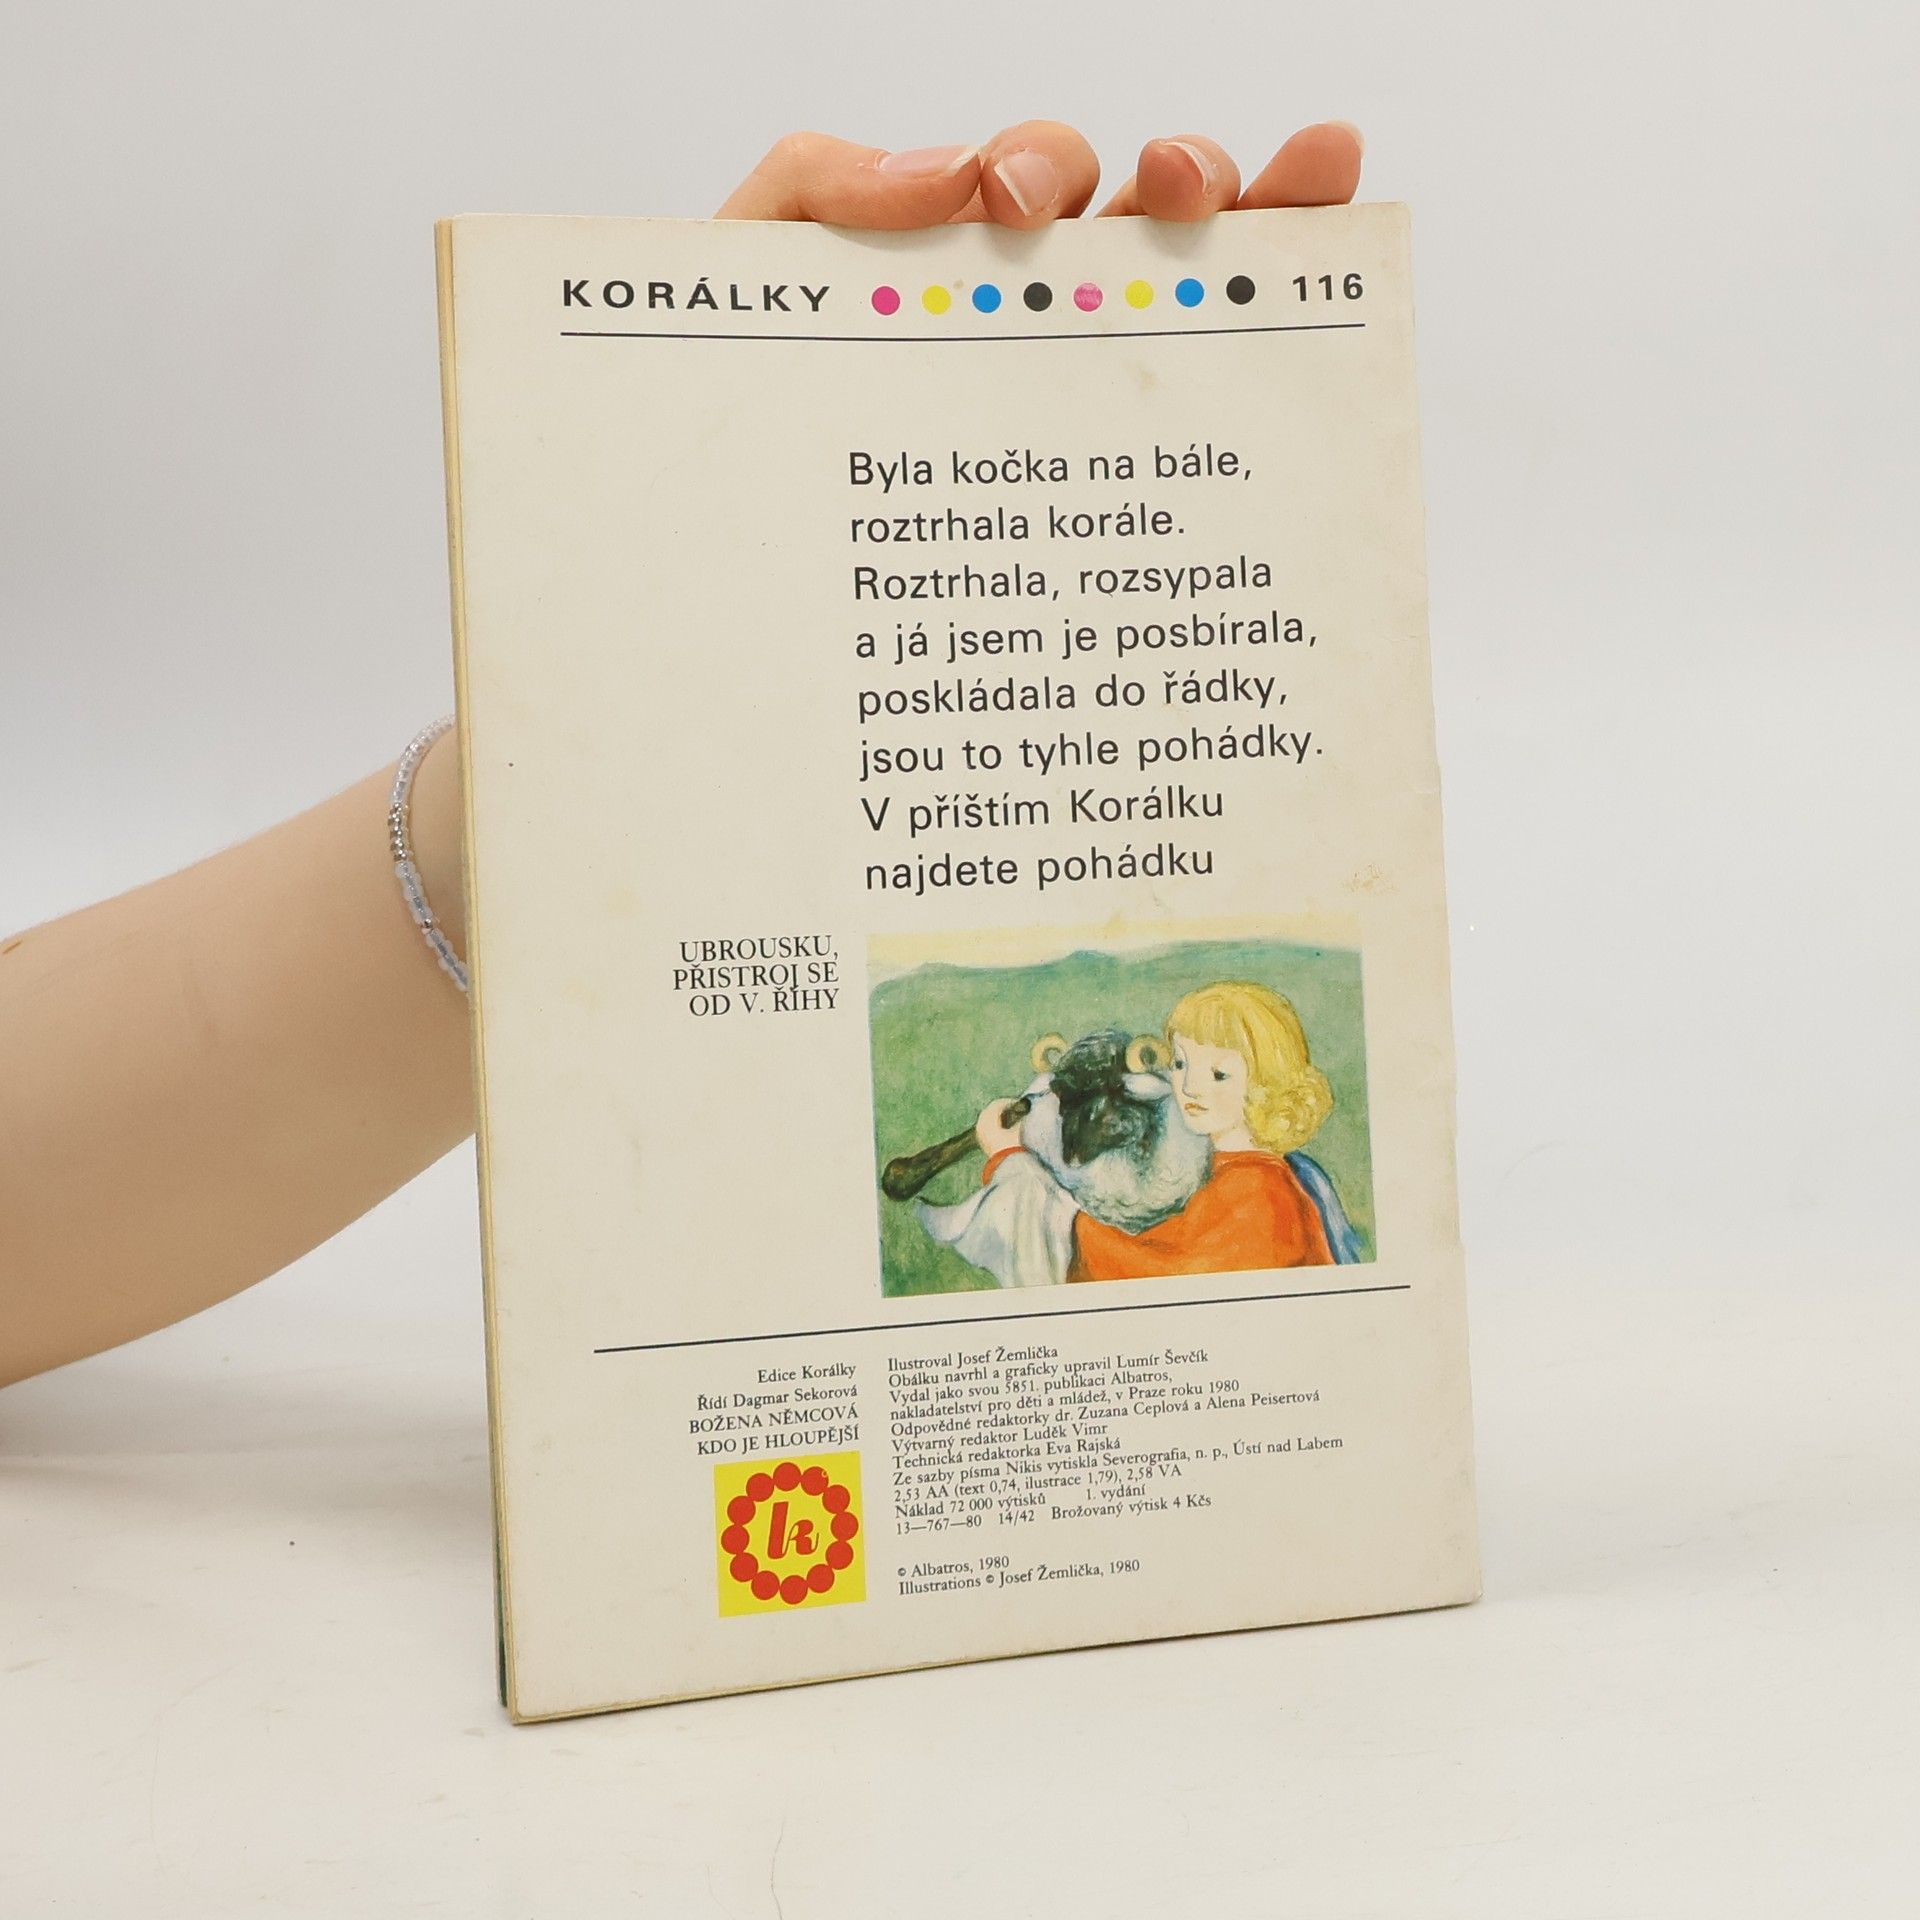 KORÁLKY 116
Byla kočka na bále,
roztrhala korále.
Roztrhala, rozsypala
a já jsem je posbírala,
poskládala do řádky,
jsou to tyhle pohádky.
V příštím Korálku
najdete pohádku
UBROUSKU,
PŘISTROJ SE
OD V. ŘÍHY
Edice Korálky
Řídí Dagmar Sekorová
BOŽENA NĚMCOVÁ
KDO JE HLOUPĚJŠÍ
k
Ilustroval Josef Žemlička
Obálku navrhl a graficky upravil Lumír Ševčík
Vydal jako svou 5851. publikaci Albatros,
nakladatelství pro děti a mládež, v Praze roku 1980
Odpovědné redaktorky dr. Zuzana Ceplová a Alena Peisertová
Výtvarný redaktor Luděk Vimr
Technická redaktorka Eva Rajská
Ze sazby písma Nikis vytiskla Severografia, n. p., Ústí nad Labem
2,53 AA (text 0,74, ilustrace 1,79), 2,58 VA
Náklad 72 000 výtisků 1. vydání
13—767—80 14/42 Brožovaný výtisk 4 Kčs
© Albatros, 1980
Illustrations © Josef Žemlička, 1980